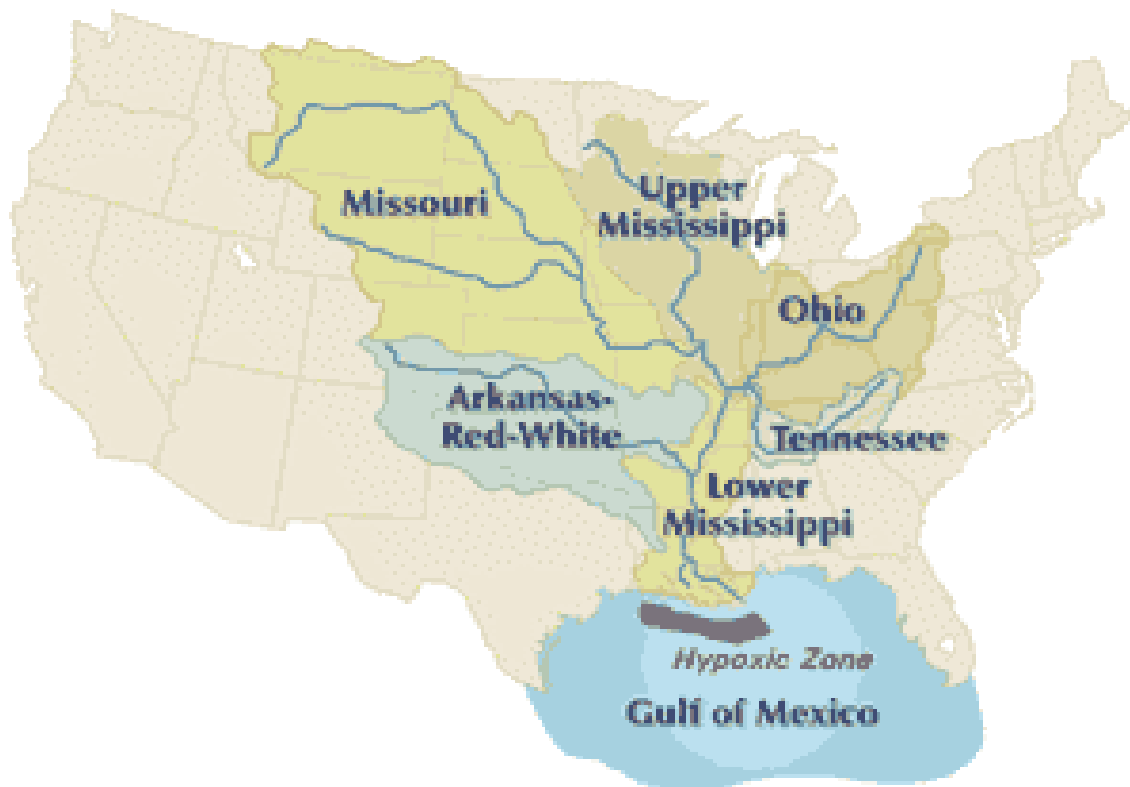 Missouri
Upper
Mississippi
Ohio
Arkansas-
Red-White
Tennessee
Lower
Mississippi
Hypoxic Zone
Gulf of Mexico